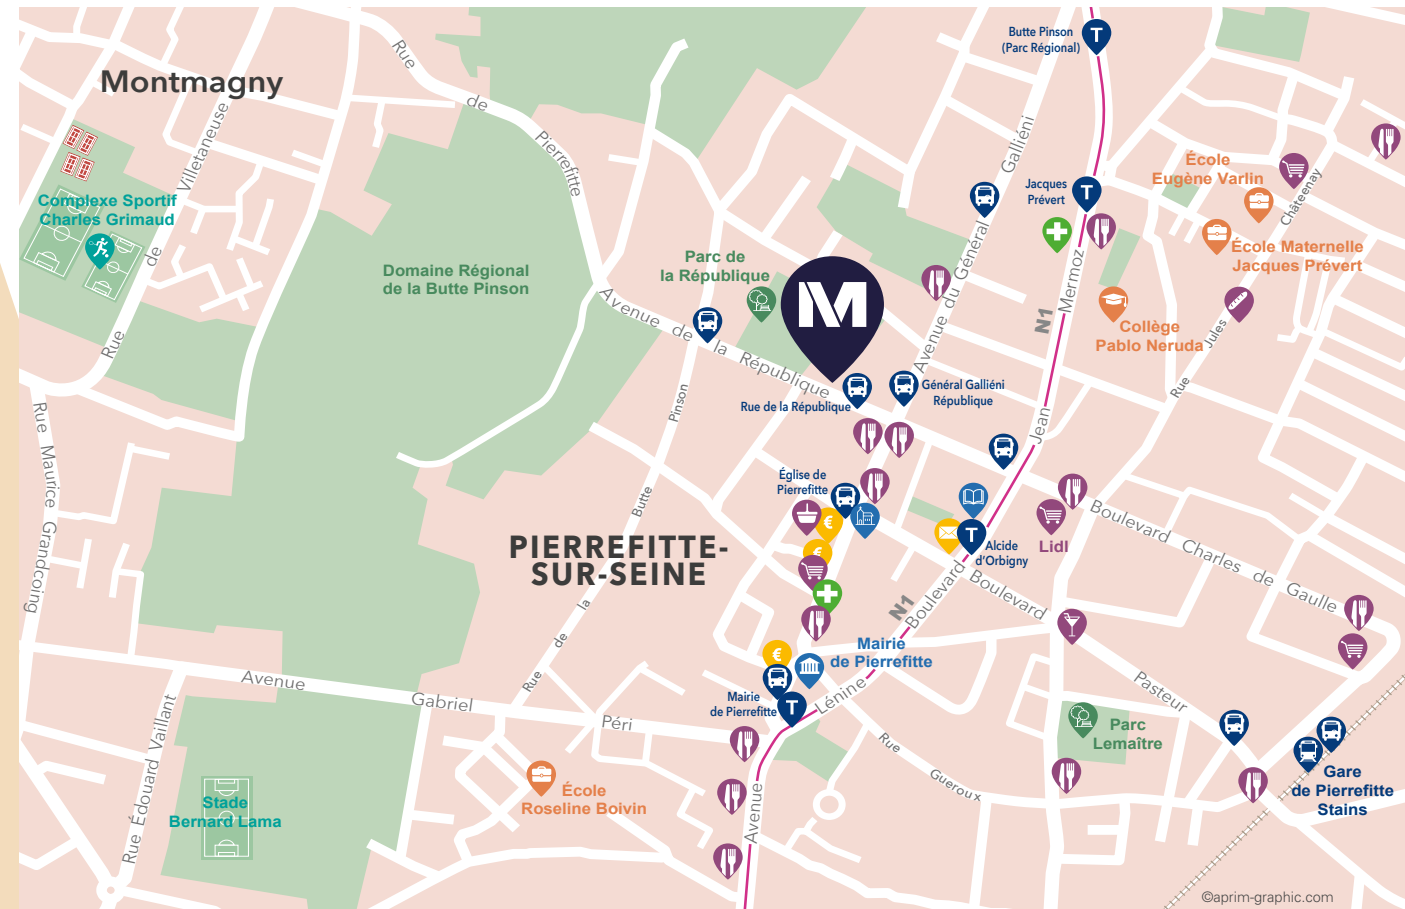 Butte Pinson
(Parc Régional)
Montmagny
Rue
de
Pierrefitte
Villetaneuse
de
Rue
Complexe Sportif
Charles Grimaud
Domaine Régional
de la Butte Pinson
Parc de
la République
M
Avenue de la République
Avenue du Général Galliéni
Jacques
Prévert
T
T
École
Eugène Varlin
Châteenay
École Maternelle
Jacques Prévert
Collège
Pablo Neruda
Jules
Rue
N1
Mermoz
Jean
Général Galliéni
République
Rue de la République
Pinson
Butte
la
de
Rue
Rue Maurice Grandcoing
Église de
Pierrefitte
€
€
PIERREFITTE-
SUR-SEINE
T
Alcide
d'Orbigny
Lidl
Boulevard Charles de Gaulle
N1
Boulevard
Lénine
Boulevard
Pasteur
Mairie
de Pierrefitte
€
Mairie
de Pierrefitte
T
Avenue
Gabriel
Péri
Rue Édouard Vaillant
Rue
Gueroux
Parc
Lemaître
Gare
de Pierrefitte
Stains
École
Roseline Boivin
Stade
Bernard Lama
Avenue
©aprim-graphic.com